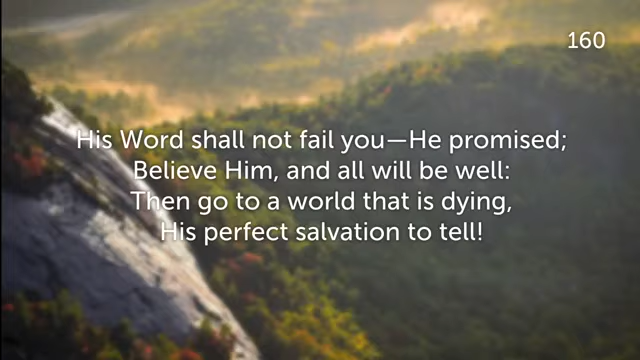 160
His Word shall not fail you—He promised;
Believe Him, and all will be well:
Then go to a world that is dying,
His perfect salvation to tell!